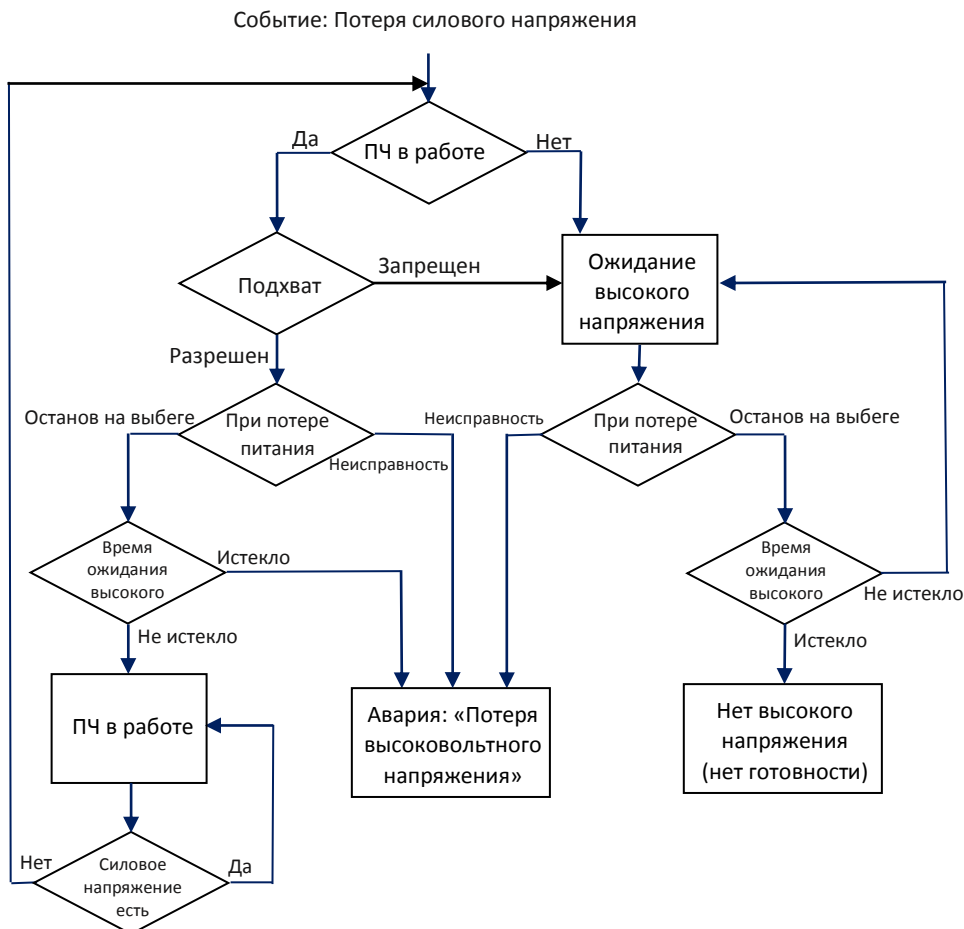 Событие: Потеря силового напряжения
Да
ПЧ в работе
Нет
Подхват
Запрещен
Ожидание
высокого
напряжения
Разрешен
Останов на выбеге
При потере
питания
Неисправность
Неисправность
При потере
питания
Останов на выбеге
Время
ожидания
высокого
Истекло
Не истекло
Время
ожидания
высокого
Не истекло
Истекло
ПЧ в работе
Авария: «Потеря
высоковольтного
напряжения»
Нет высокого
напряжения
(нет готовности)
Нет
Силовое
напряжение
есть
Да